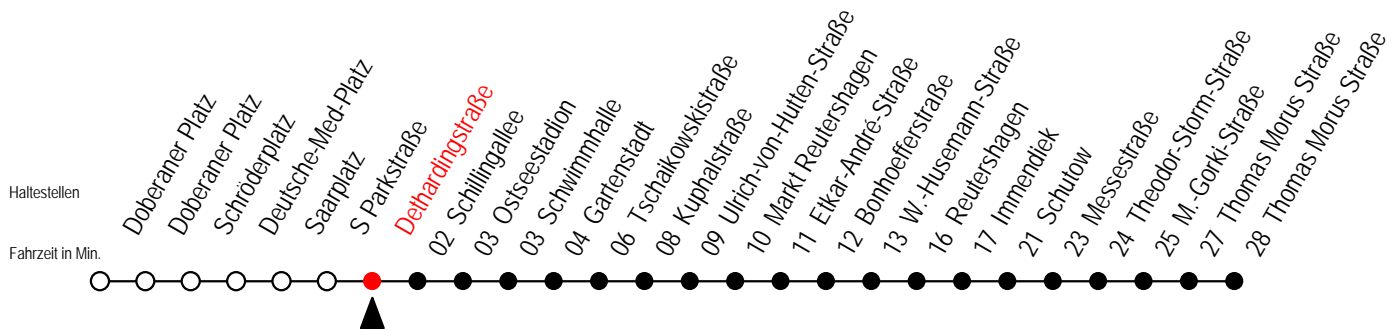 Haltestellen
Fahrzeit in Min.
Doberaner Platz
Doberaner Platz
Schröderplatz
Deutsche-Med-Platz
Saarplatz
S Parkstraße
Dethardingstraße
02 Schillingallee
03 Ostseestadion
03 Schwimmhalle
04 Gartenstadt
06 Tschaikowskistraße
08 Kuphalstraße
09 Ulrich-von-Hutten-Straße
10 Markt Reutershagen
11 Etkar-André-Straße
12 Bonhoefferstraße
13 W.-Husemann-Straße
16 Reutershagen
17 Immendiek
21 Schutow
23 Messestraße
24 Theodor-Storm-Straße
25 M.-Gorki-Straße
27 Thomas Morus Straße
28 Thomas Morus Straße